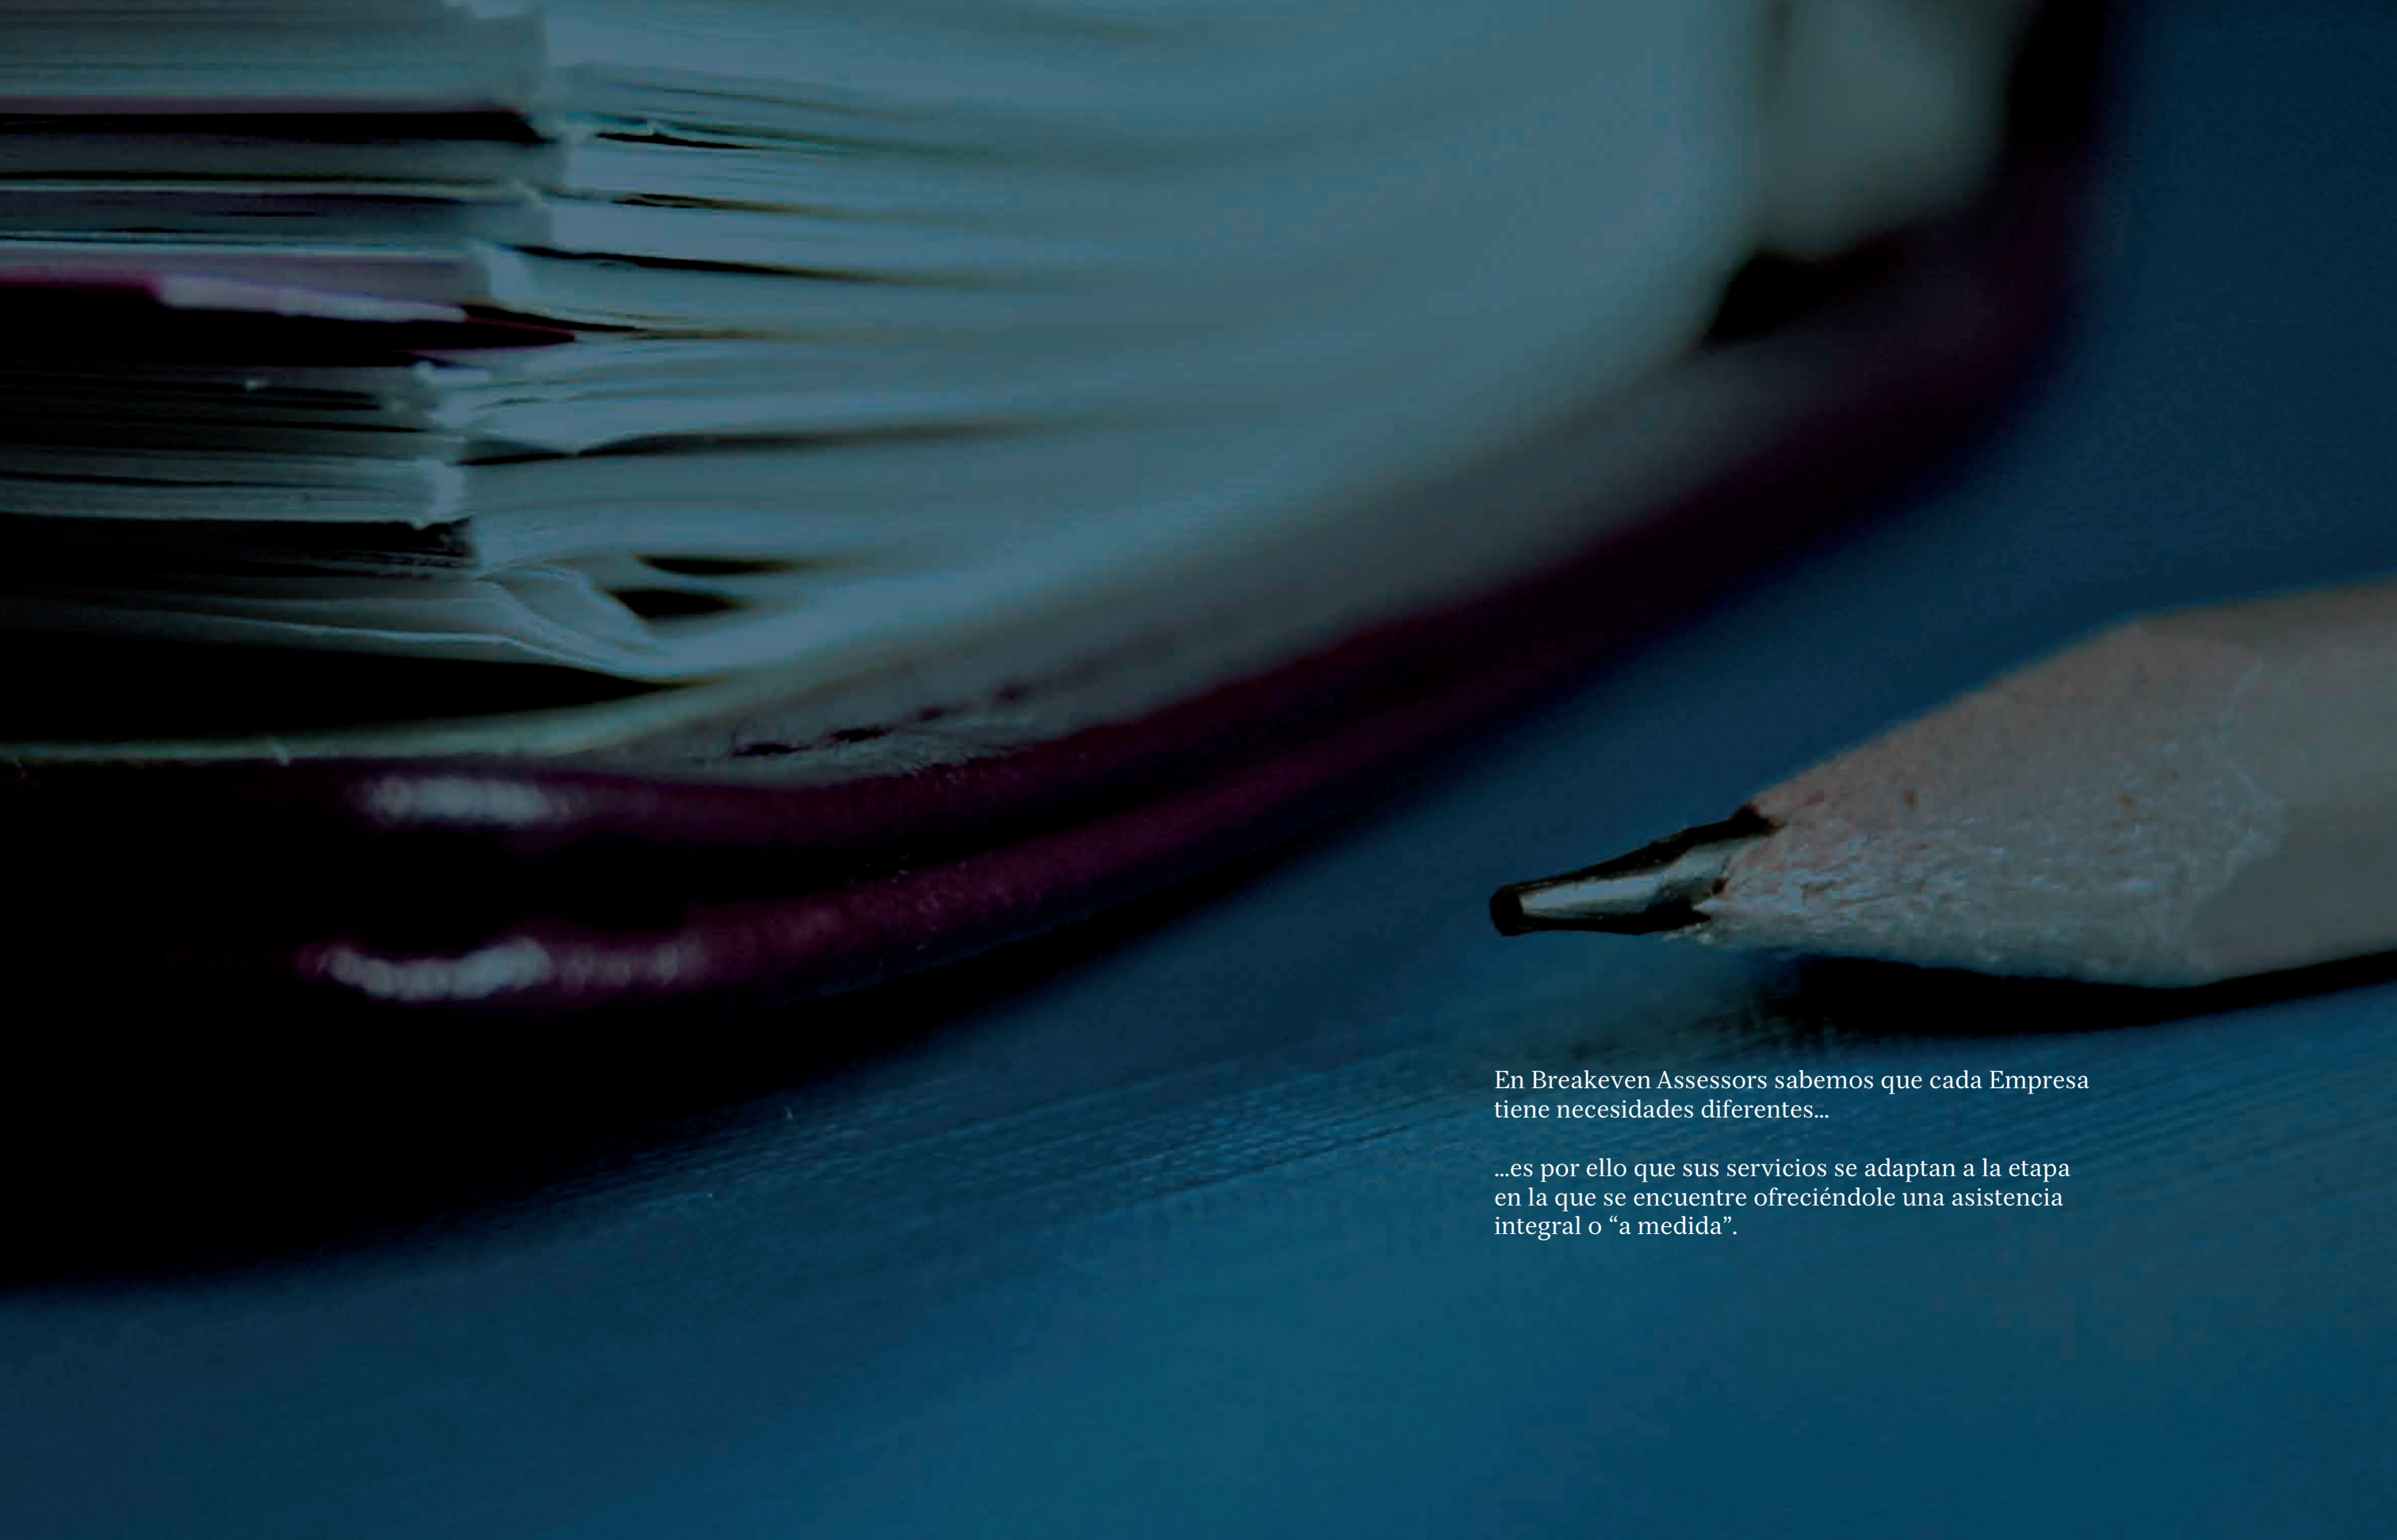 En Breakeven Assessors sabemos que cada Empresa
tiene necesidades diferentes...
...es por ello que sus servicios se adaptan a la etapa
en la que se encuentre ofreciéndole una asistencia
integral o “a medida”.